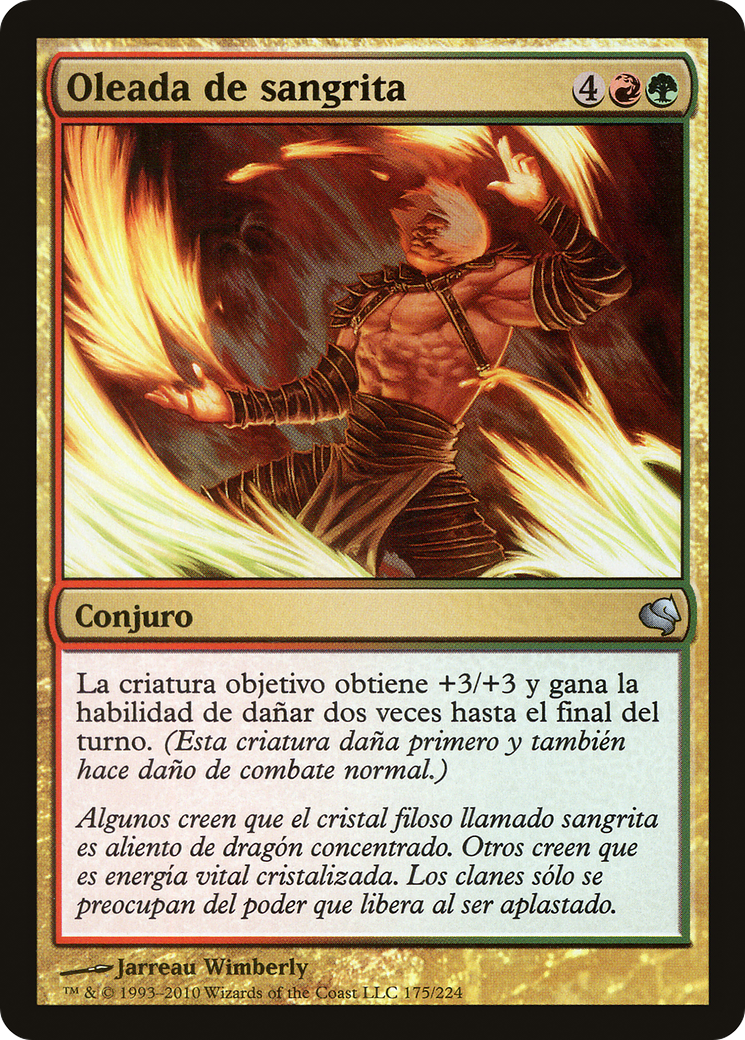 Oleada de sangrita 4
Conjuro
La criatura objetivo obtiene +3/+3 y gana la
habilidad de dañar dos veces hasta el final del
turno. (Esta criatura daña primero y también
hace daño de combate normal.)
Algunos creen que el cristal filoso llamado sangrita
es aliento de dragón concentrado. Otros creen que
es energía vital cristalizada. Los clanes sólo se
preocupan del poder que libera al ser aplastado.
Jarreau Wimberly
™ & © 1993–2010 Wizards of the Coast LLC 175/224